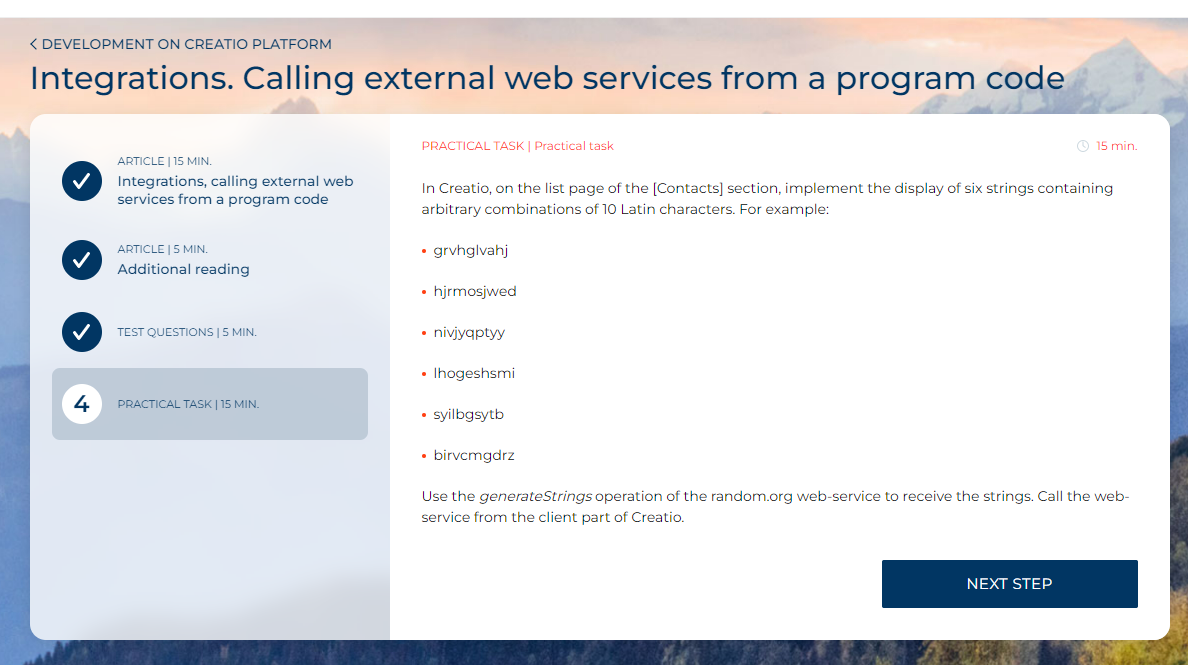 DEVELOPMENT ON CREATIO PLATFORM
Integrations. Calling external web services from a program code
ARTICLE | 15 MIN.
Integrations, calling external web
services from a program code
ARTICLE | 5 MIN.
Additional reading
TEST QUESTIONS | 5 MIN.
4
PRACTICAL TASK | 15 MIN.
PRACTICAL TASK | Practical task
15 min.
In Creatio, on the list page of the [Contacts] section, implement the display of six strings containing
arbitrary combinations of 10 Latin characters. For example:
grvhglvahj
hjrmosjwed
nivjyqptyy
lhogeshsmi
syilbgsytb
birvcmgdrz
Use the generateStrings operation of the random.org web-service to receive the strings. Call the web-
service from the client part of Creatio.
NEXT STEP